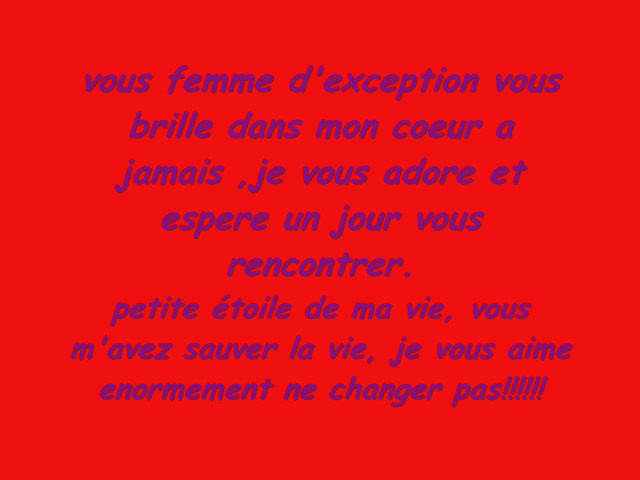 vous femme d'exception vous
brille dans mon coeur a
jamais ,je vous adore et
espere un jour vous
rencontrer.
petite étoile de ma vie, vous
m'avez sauver la vie, je vous aime
enormement ne changer pas!!!!!!